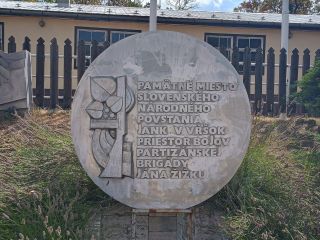 PAMÄTNÉ MIESTO
SLOVENSKÉHO
NÁRODNÉHO
POVSTANIA
JANK. V VRŠOK
PRIESTOR BOJOV
PARTIZÁNSKEJ
BRIGÁDY
JANA ŽIŽKU